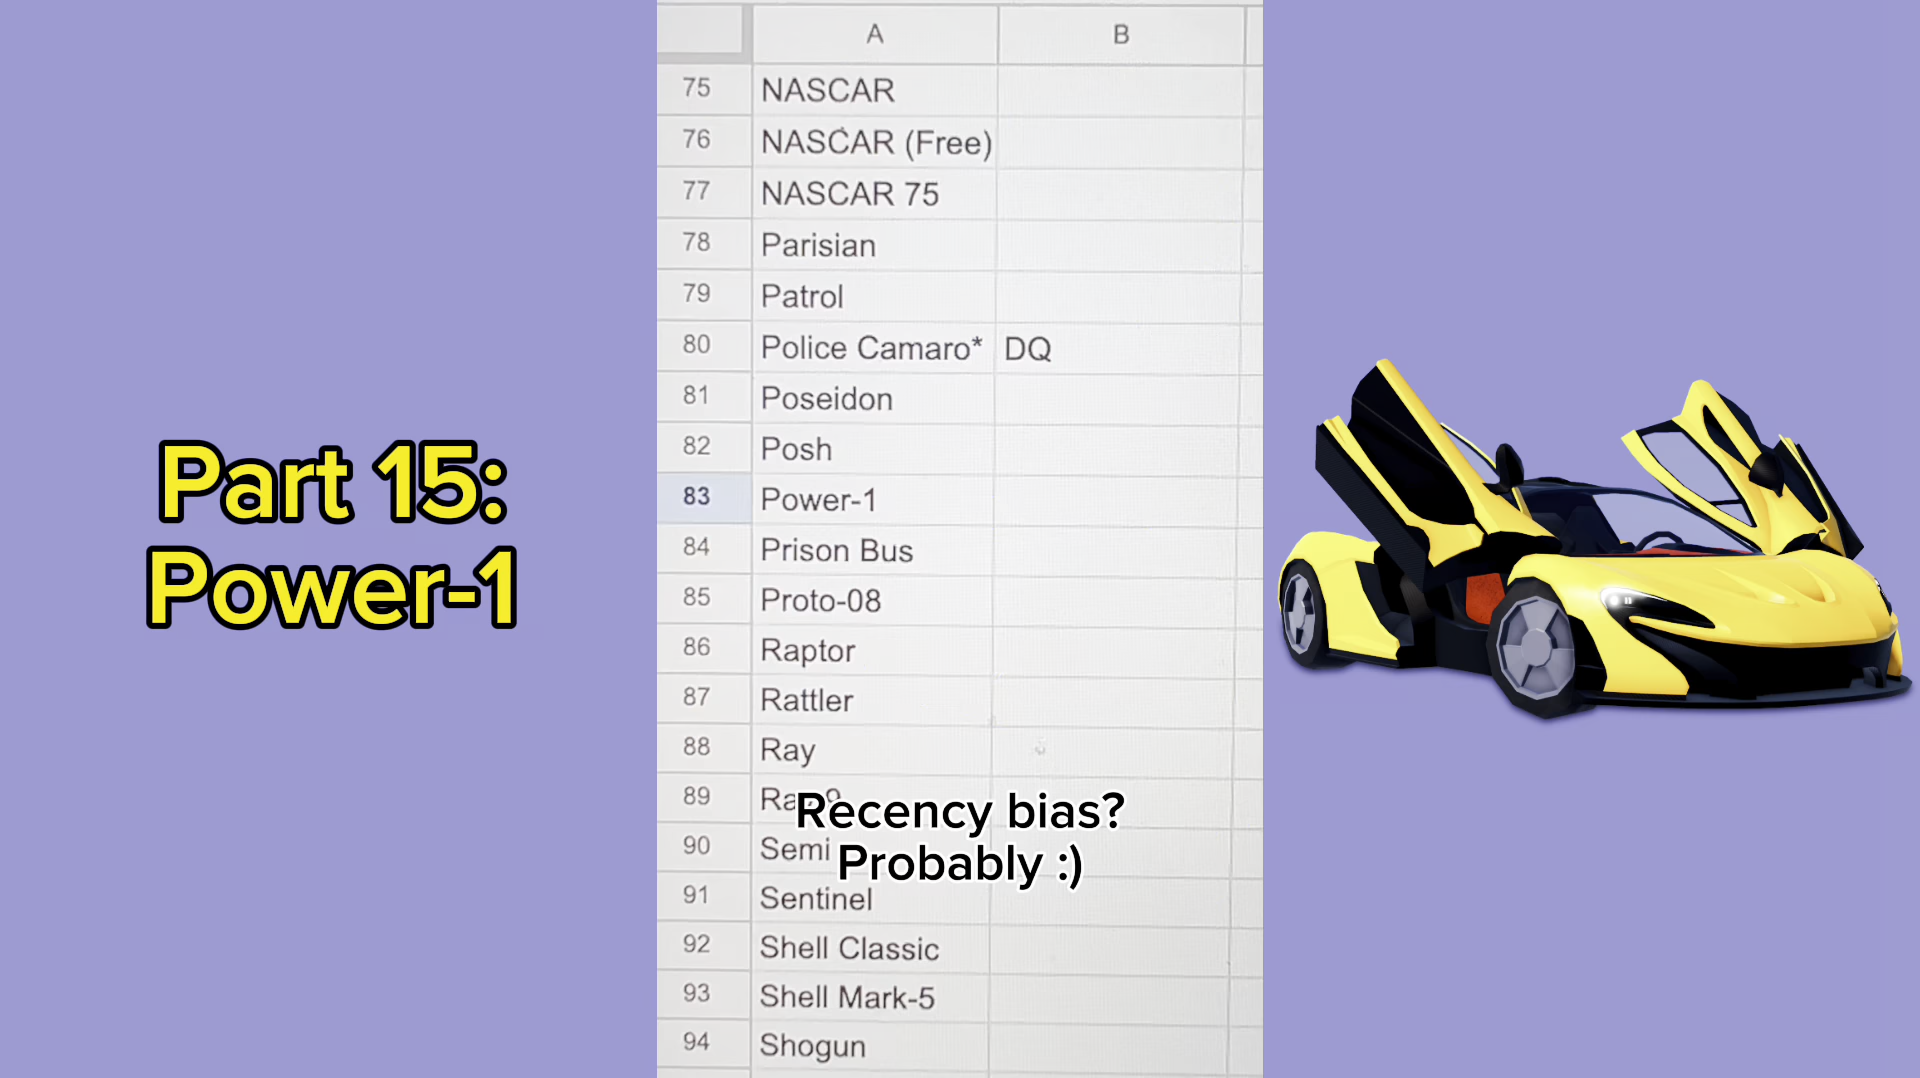 Part 15:
Power-1
A B
75 NASCAR
76 NASCAR (Free)
77 NASCAR 75
78 Parisian
79 Patrol
80 Police Camaro* DQ
81 Poseidon
82 Posh
83 Power-1
84 Prison Bus
85 Proto-08
86 Raptor
87 Rattler
88 Ray
89
90 Semi
91 Sentinel
92 Shell Classic
93 Shell Mark-5
94 Shogun
Recency bias?
Probably :)